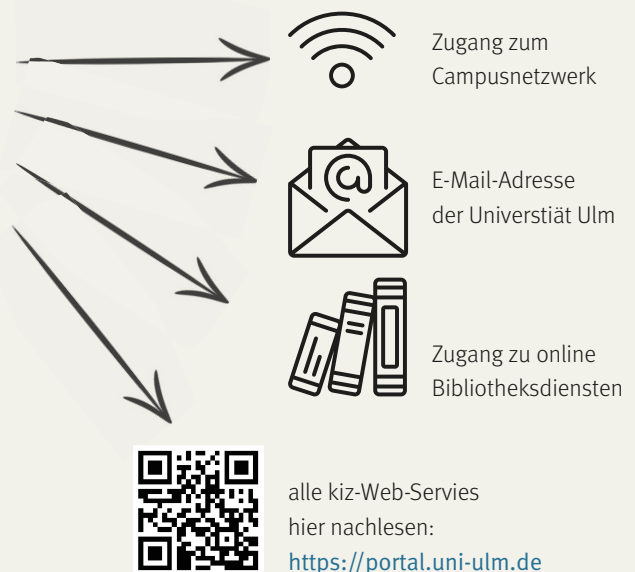 Zugang zum
Campusnetzwerk
E-Mail-Adresse
der Universtiät Ulm
Zugang zu online
Bibliotheksdiensten
alle kiz-Web-Servies
hier nachlesen:
https://portal.uni-ulm.de